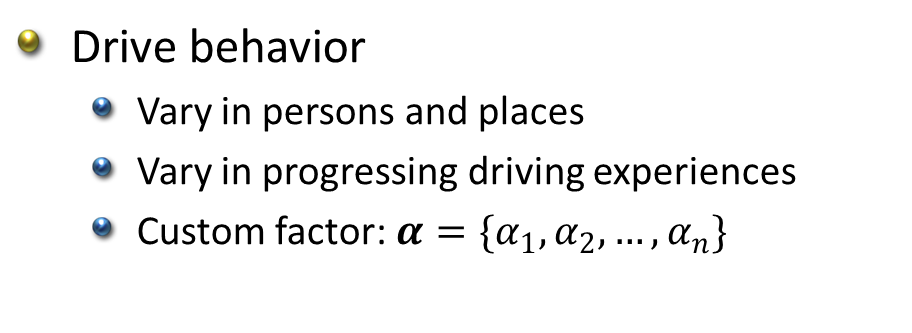 Drive behavior
Vary in persons and places
Vary in progressing driving experiences
Custom factor: 𝜶 = {𝛼₁, 𝛼₂, … , 𝛼ₙ}